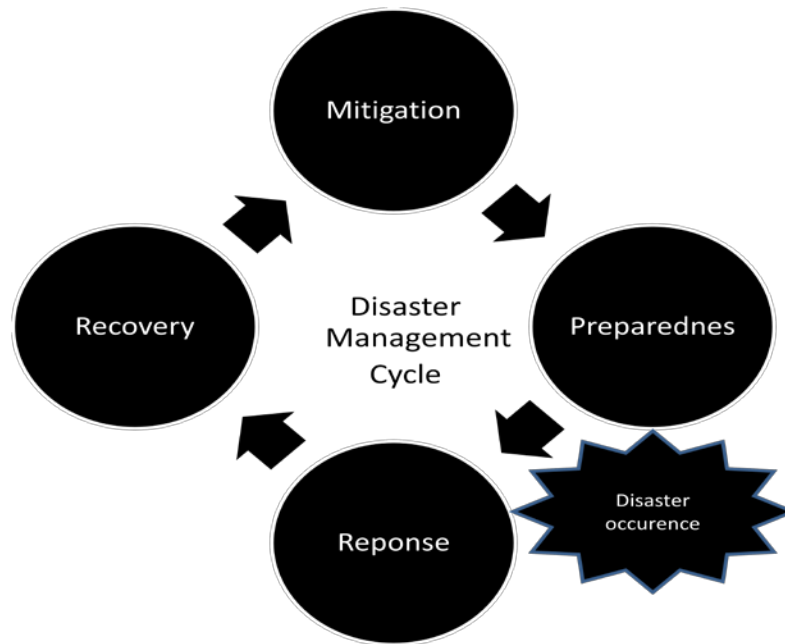 Mitigation
Recovery
Disaster
Management
Cycle
Preparednes
Reponse
Disaster
occurence